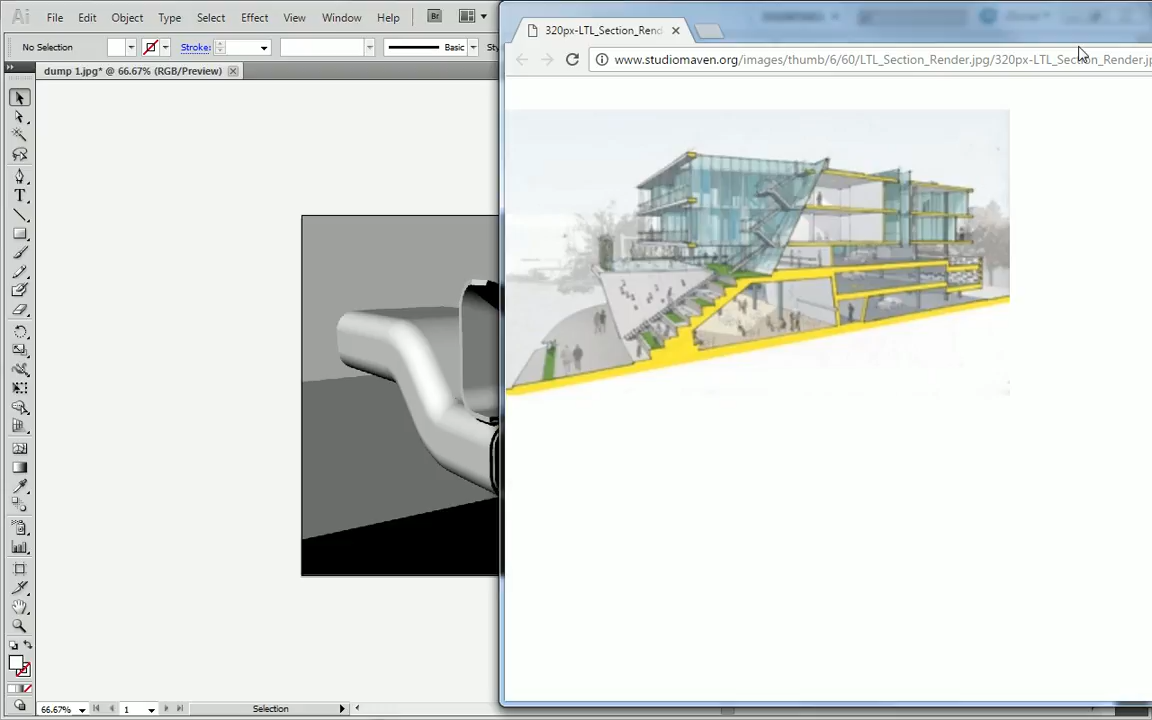 Ai File Edit Object Type Select Effect View Window Help Br
No Selection Stroke: Basic
dump 1.jpg* @ 66.67% (RGB/Preview)
320px-LTL_Section_Rend
www.studiomaven.org/images/thumb/6/60/LTL_Section_Render.jpg/320px-LTL_Section_Render.j
66.67% 1 Selection